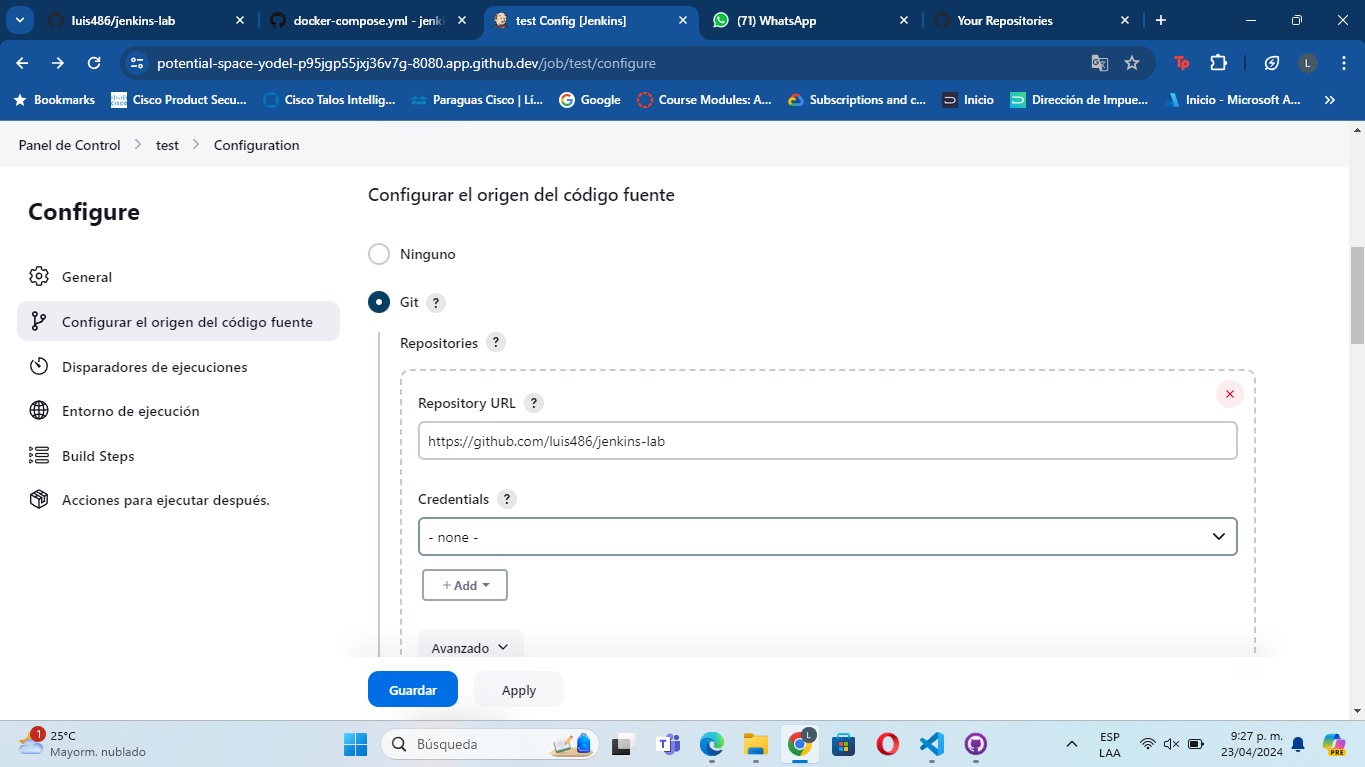 luis486/jenkins-lab
docker-compose.yml - jenki
test Config [Jenkins]
(71) WhatsApp
Your Repositories
potential-space-yodel-p95jgp55jxj36v7g-8080.app.github.dev/job/test/configure
Tp
L
Bookmarks
Cisco Product Secu...
Cisco Talos Intellig...
Paraguas Cisco | Lí...
Google
Course Modules: A...
Subscriptions and c...
Inicio
Dirección de Impue...
Inicio - Microsoft A...
Panel de Control
test
Configuration
Configure
General
Configurar el origen del código fuente
Disparadores de ejecuciones
Entorno de ejecución
Build Steps
Acciones para ejecutar después.
Configurar el origen del código fuente
Ninguno
Git ?
Repositories ?
Repository URL ?
https://github.com/luis486/jenkins-lab
Credentials ?
- none -
+ Add
Avanzado
Guardar
Apply
1
25°C
Mayorm. nublado
Búsqueda
L
ESP
LAA
9:27 p. m.
23/04/2024
PRE